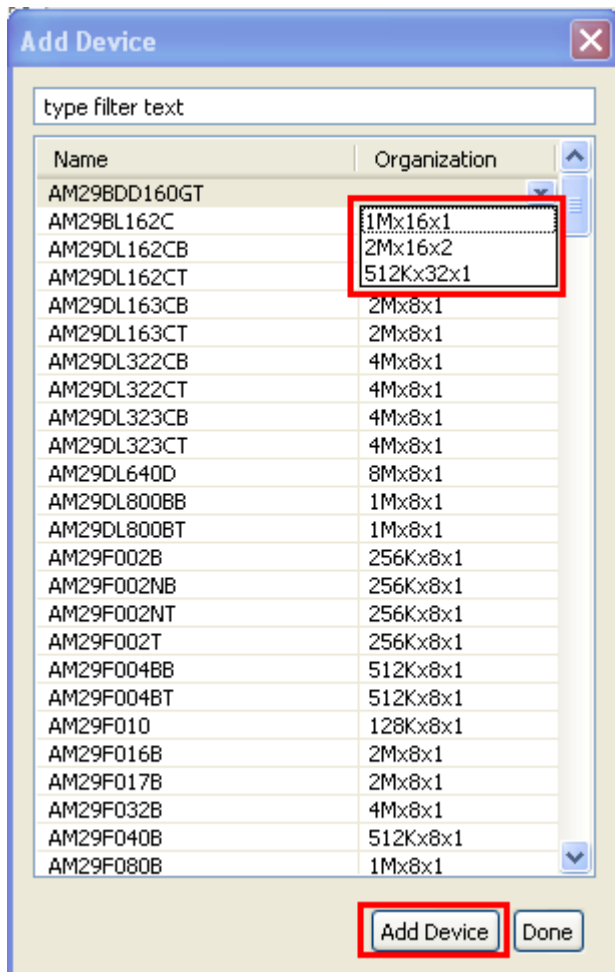 Add Device
type filter text
Name Organization
AM29BDD160GT
AM29BL162C 1Mx16x1
AM29DL162CB 2Mx16x2
AM29DL162CT 512Kx32x1
AM29DL163CB 2Mx8x1
AM29DL163CT 2Mx8x1
AM29DL322CB 4Mx8x1
AM29DL322CT 4Mx8x1
AM29DL323CB 4Mx8x1
AM29DL323CT 4Mx8x1
AM29DL640D 8Mx8x1
AM29DL800BB 1Mx8x1
AM29DL800BT 1Mx8x1
AM29F002B 256Kx8x1
AM29F002NB 256Kx8x1
AM29F002NT 256Kx8x1
AM29F002T 256Kx8x1
AM29F004BB 512Kx8x1
AM29F004BT 512Kx8x1
AM29F010 128Kx8x1
AM29F016B 2Mx8x1
AM29F017B 2Mx8x1
AM29F032B 4Mx8x1
AM29F040B 512Kx8x1
AM29F080B 1Mx8x1
Add Device Done